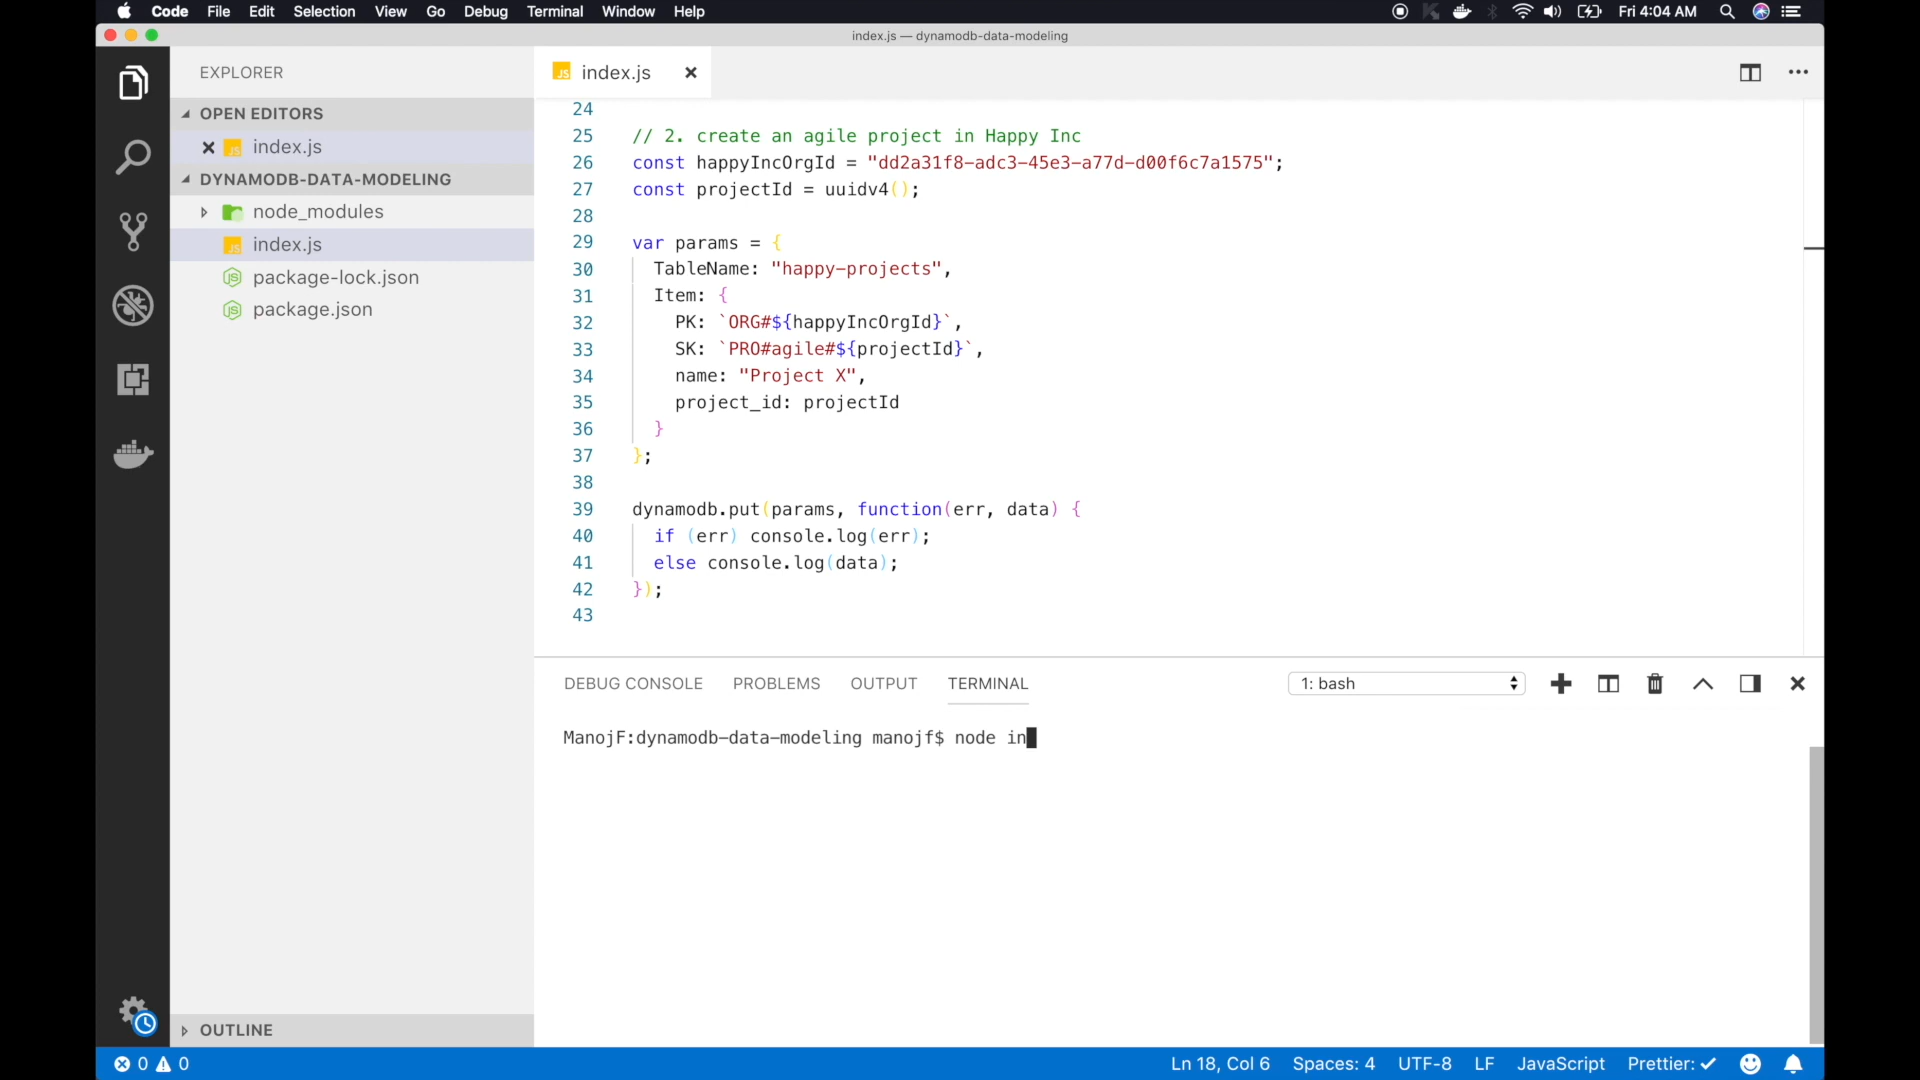 Code File Edit Selection View Go Debug Terminal Window Help Fri 4:04 AM
index.js — dynamodb-data-modeling
EXPLORER
OPEN EDITORS
index.js
DYNAMODB-DATA-MODELING
node_modules
index.js
package-lock.json
package.json
OUTLINE
index.js
24
25 // 2. create an agile project in Happy Inc
26 const happyIncOrgId = "dd2a31f8-adc3-45e3-a77d-d00f6c7a1575";
27 const projectId = uuidv4();
28
29 var params = {
30 TableName: "happy-projects",
31 Item: {
32 PK: `ORG#${happyIncOrgId}`,
33 SK: `PRO#agile#${projectId}`,
34 name: "Project X",
35 project_id: projectId
36 }
37 };
38
39 dynamodb.put(params, function(err, data) {
40 if (err) console.log(err);
41 else console.log(data);
42 });
43
DEBUG CONSOLE PROBLEMS OUTPUT TERMINAL 1: bash
ManojF:dynamodb-data-modeling manojf$ node in
0 0 Ln 18, Col 6 Spaces: 4 UTF-8 LF JavaScript Prettier: ✓